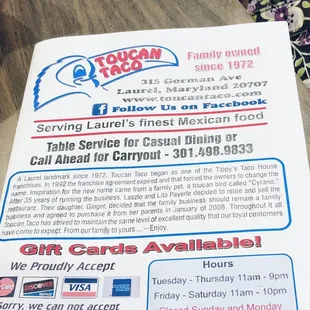 TOUCAN
TACO
Family owned
since 1972
315 Gorman Ave
Laurel, Maryland 20707
www.toucantaco.com
Follow Us on Facebook
Serving Laurel's finest Mexican food
Table Service for Casual Dining or
Call Ahead for Carryout - 301.498.9833
A Laurel landmark since 1972, Toucan Taco began as one of the Tippy's Taco House
franchises. In 1992 the franchise agreement expired and that forced the owners to change the
name. Inspiration for the new name came from a family pet, a toucan bird called "Cyrano."
After 35 years of running the business, Laszlo and Lita Payerle decided to retire and sell the
restaurant. Their daughter, Ginger, decided that the family business should remain a family
business and agreed to purchase it from her parents in January of 2008. Throughout it all
Toucan Taco has striven to maintain the same level of excellent quality that our loyal customers
have come to expect. From our family to yours.... —Enjoy.
Gift Cards Available!
We Proudly Accept
DISCOVER
VISA
Sorry, we can not accept
Hours
Tuesday - Thursday 11am - 9pm
Friday - Saturday 11am - 10pm
Closed Sunday and Monday